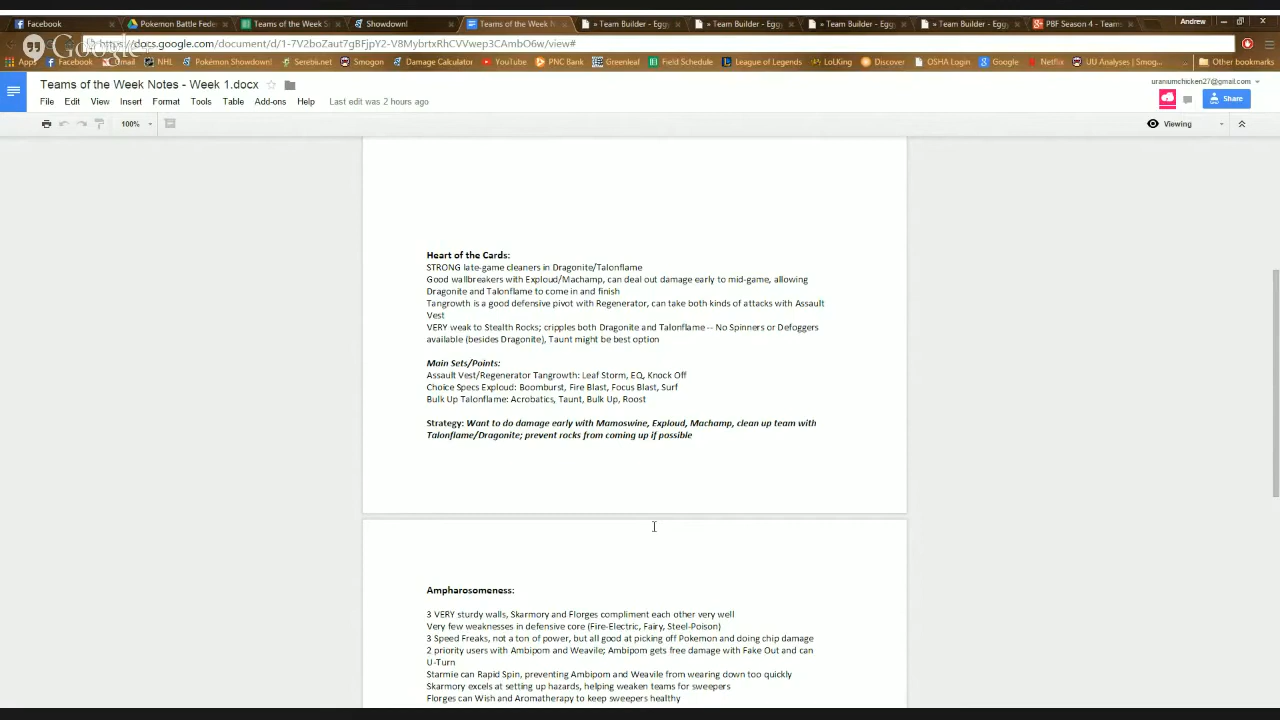 Facebook
Pokemon Battle Fede
Teams of the Week S
Showdown!
Teams of the Week N
» Team Builder - Egg
» Team Builder - Egg
» Team Builder - Egg
» Team Builder - Egg
PBF Season 4 - Teams
Andrew
Google
https://docs.google.com/document/d/1-7V2boZaut7gBFjpY2-V8MybrtxRhCVVwep3CAmbO6w/view#
Apps
Facebook
Gmail
NHL
Pokémon Showdown!
Serebii.net
Smogon
Damage Calculator
YouTube
PNC Bank
Greenleaf
Field Schedule
League of Legends
LoLKing
Discover
OSHA Login
Google
Netflix
UU Analyses | Smog...
Other bookmarks
Teams of the Week Notes - Week 1.docx
uraniumchicken27@gmail.com
File Edit View Insert Format Tools Table Add-ons Help Last edit was 2 hours ago
Share
100%
Viewing
Heart of the Cards:
STRONG late-game cleaners in Dragonite/Talonflame
Good wallbreakers with Exploud/Machamp, can deal out damage early to mid-game, allowing
Dragonite and Talonflame to come in and finish
Tangrowth is a good defensive pivot with Regenerator, can take both kinds of attacks with Assault
Vest
VERY weak to Stealth Rocks; cripples both Dragonite and Talonflame -- No Spinners or Defoggers
available (besides Dragonite), Taunt might be best option
Main Sets/Points:
Assault Vest/Regenerator Tangrowth: Leaf Storm, EQ, Knock Off
Choice Specs Exploud: Boomburst, Fire Blast, Focus Blast, Surf
Bulk Up Talonflame: Acrobatics, Taunt, Bulk Up, Roost
Strategy: Want to do damage early with Mamoswine, Exploud, Machamp, clean up team with
Talonflame/Dragonite; prevent rocks from coming up if possible
Ampharosomeness:
3 VERY sturdy walls, Skarmory and Florges compliment each other very well
Very few weaknesses in defensive core (Fire-Electric, Fairy, Steel-Poison)
3 Speed Freaks, not a ton of power, but all good at picking off Pokemon and doing chip damage
2 priority users with Ambipom and Weavile; Ambipom gets free damage with Fake Out and can
U-Turn
Starmie can Rapid Spin, preventing Ambipom and Weavile from wearing down too quickly
Skarmory excels at setting up hazards, helping weaken teams for sweepers
Florges can Wish and Aromatherapy to keep sweepers healthy